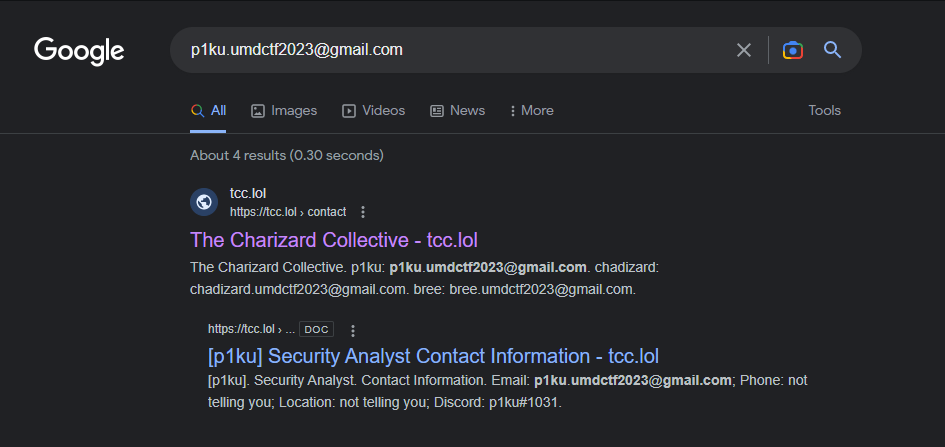 Google
p1ku.umdctf2023@gmail.com
All Images Videos News More Tools
About 4 results (0.30 seconds)
tcc.lol
https://tcc.lol › contact
The Charizard Collective - tcc.lol
The Charizard Collective. p1ku: p1ku.umdctf2023@gmail.com. chadizard:
chadizard.umdctf2023@gmail.com. bree: bree.umdctf2023@gmail.com.
https://tcc.lol › ... DOC
[p1ku] Security Analyst Contact Information - tcc.lol
[p1ku]. Security Analyst. Contact Information. Email: p1ku.umdctf2023@gmail.com; Phone: not
telling you; Location: not telling you; Discord: p1ku#1031.